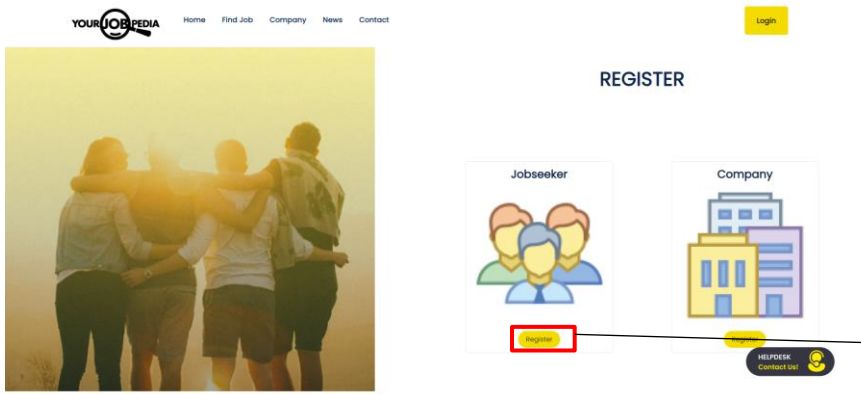 YOURJOBPEDIA
Home Find Job Company News Contact
Login
REGISTER
Jobseeker
Company
Register
Register
HELPDESK
Contact Us!